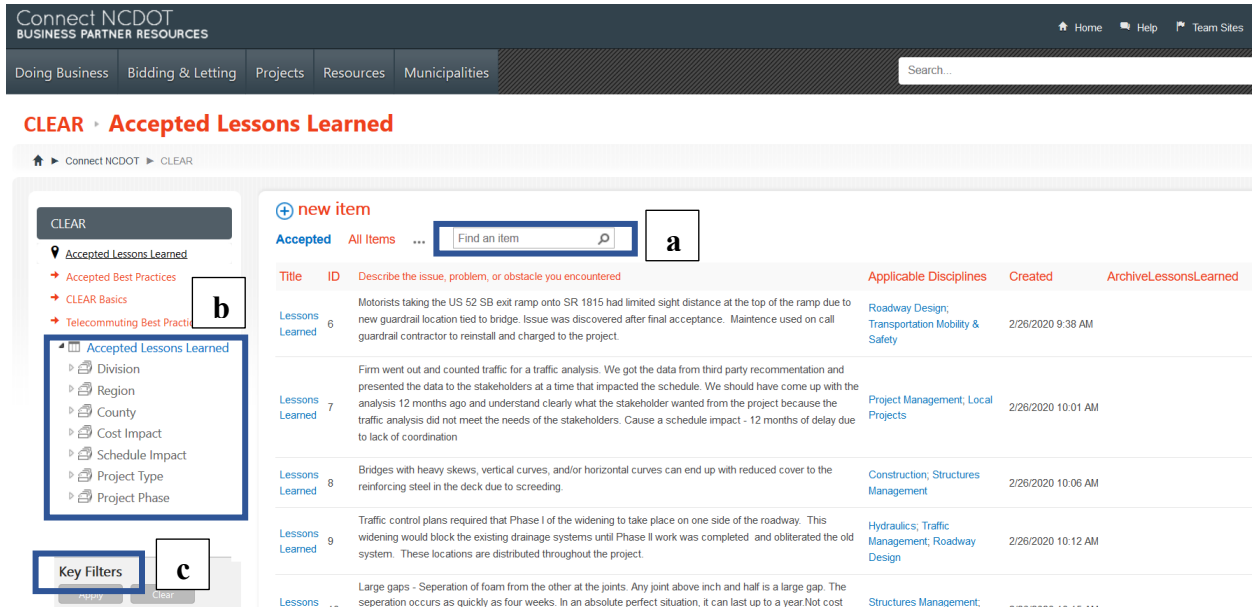 Connect NCDOT
BUSINESS PARTNER RESOURCES
Home Help Team Sites
Doing Business Bidding & Letting Projects Resources Municipalities
Search...
CLEAR Accepted Lessons Learned
Connect NCDOT CLEAR
CLEAR
Accepted Lessons Learned
Accepted Best Practices
CLEAR Basics
Telecommuting Best Practic
b
Accepted Lessons Learned
Division
Region
County
Cost Impact
Schedule Impact
Project Type
Project Phase
Key Filters
Apply Clear
c
new item
Accepted All Items ... Find an item
a
Title ID Describe the issue, problem, or obstacle you encountered Applicable Disciplines Created ArchiveLessonsLearned
Lessons Learned 6
Motorists taking the US 52 SB exit ramp onto SR 1815 had limited sight distance at the top of the ramp due to
new guardrail location tied to bridge. Issue was discovered after final acceptance. Maintence used on call
guardrail contractor to reinstall and charged to the project.
Roadway Design;
Transportation Mobility &
Safety
2/26/2020 9:38 AM
Lessons Learned 7
Firm went out and counted traffic for a traffic analysis. We got the data from third party recommentation and
presented the data to the stakeholders at a time that impacted the schedule. We should have come up with the
analysis 12 months ago and understand clearly what the stakeholder wanted from the project because the
traffic analysis did not meet the needs of the stakeholders. Cause a schedule impact - 12 months of delay due
to lack of coordination
Project Management; Local
Projects
2/26/2020 10:01 AM
Lessons Learned 8
Bridges with heavy skews, vertical curves, and/or horizontal curves can end up with reduced cover to the
reinforcing steel in the deck due to screeding.
Construction; Structures
Management
2/26/2020 10:06 AM
Lessons Learned 9
Traffic control plans required that Phase I of the widening to take place on one side of the roadway. This
widening would block the existing drainage systems until Phase II work was completed and obliterated the old
system. These locations are distributed throughout the project.
Hydraulics; Traffic
Management; Roadway
Design
2/26/2020 10:12 AM
Lessons
Large gaps - Seperation of foam from the other at the joints. Any joint above inch and half is a large gap. The
seperation occurs as quickly as four weeks. In an absolute perfect situation, it can last up to a year.Not cost
Structures Management;